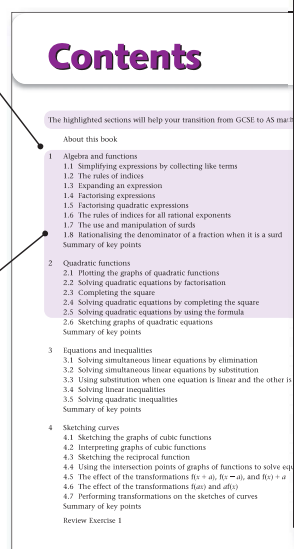 Contents
The highlighted sections will help your transition from GCSE to AS
About this book
1 Algebra and functions
1.1 Simplifying expressions by collecting like terms
1.2 The rules of indices
1.3 Expanding an expression
1.4 Factorising expressions
1.5 Factorising quadratic expressions
1.6 The rules of indices for all rational exponents
1.7 The use and manipulation of surds
1.8 Rationalising the denominator of a fraction when it is a surd
Summary of key points
2 Quadratic functions
2.1 Plotting the graphs of quadratic functions
2.2 Solving quadratic equations by factorisation
2.3 Completing the square
2.4 Solving quadratic equations by completing the square
2.5 Solving quadratic equations by using the formula
2.6 Sketching graphs of quadratic equations
Summary of key points
3 Equations and inequalities
3.1 Solving simultaneous linear equations by elimination
3.2 Solving simultaneous linear equations by substitution
3.3 Using substitution when one equation is linear and the other is
3.4 Solving linear inequalities
3.5 Solving quadratic inequalities
Summary of key points
4 Sketching curves
4.1 Sketching the graphs of cubic functions
4.2 Interpreting graphs of cubic functions
4.3 Sketching the reciprocal function
4.4 Using the intersection points of graphs of functions to solve
4.5 The effect of the transformations f(x + a), f(x − a), and f(x) + a
4.6 The effect of the transformations f(ax) and af(x)
4.7 Performing transformations on the sketches of curves
Summary of key points
Review Exercise 1